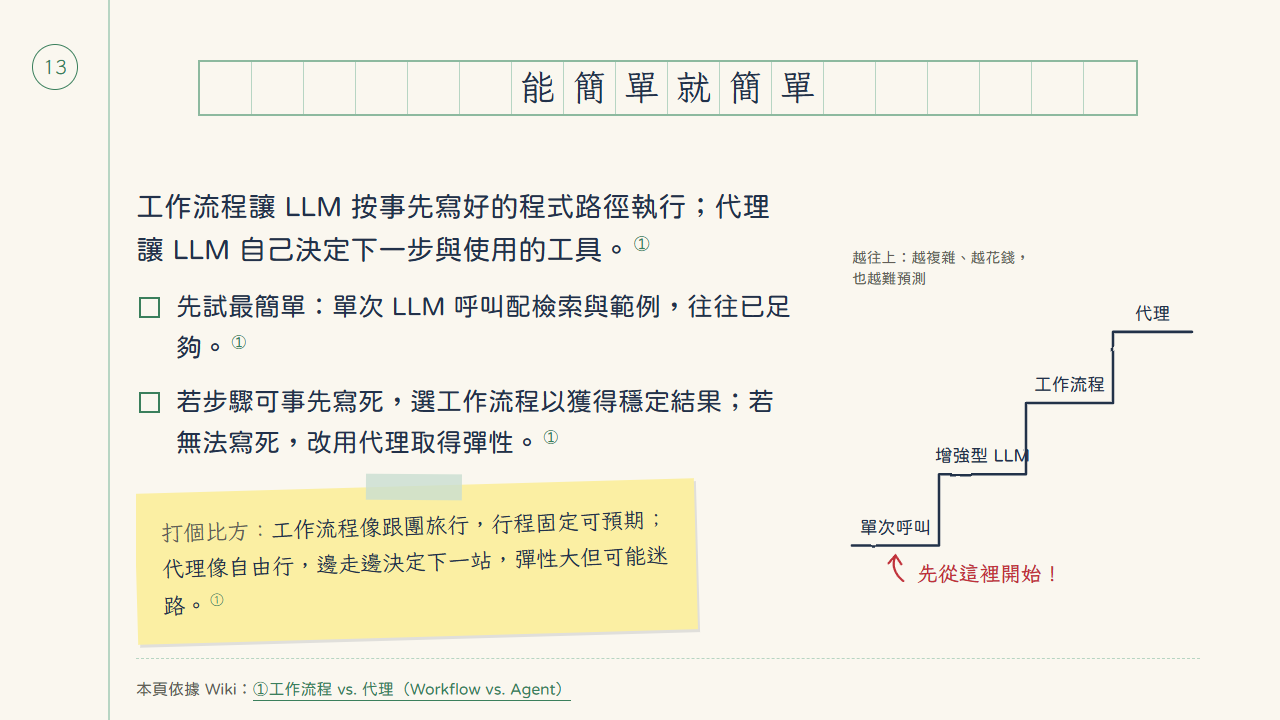 13
能簡單就簡單
工作流程讓 LLM 按事先寫好的程式路徑執行；代理
讓 LLM 自己決定下一步與使用的工具。①
先試最簡單：單次 LLM 呼叫配檢索與範例，往往已足
夠。①
若步驟可事先寫死，選工作流程以獲得穩定結果；若
無法寫死，改用代理取得彈性。①
打個比方：工作流程像跟團旅行，行程固定可預期；
代理像自由行，邊走邊決定下一站，彈性大但可能迷
路。①
越往上：越複雜、越花錢，
也越難預測
代理
工作流程
增強型 LLM
單次呼叫
先從這裡開始！
本頁依據 Wiki：①工作流程 vs. 代理（Workflow vs. Agent）